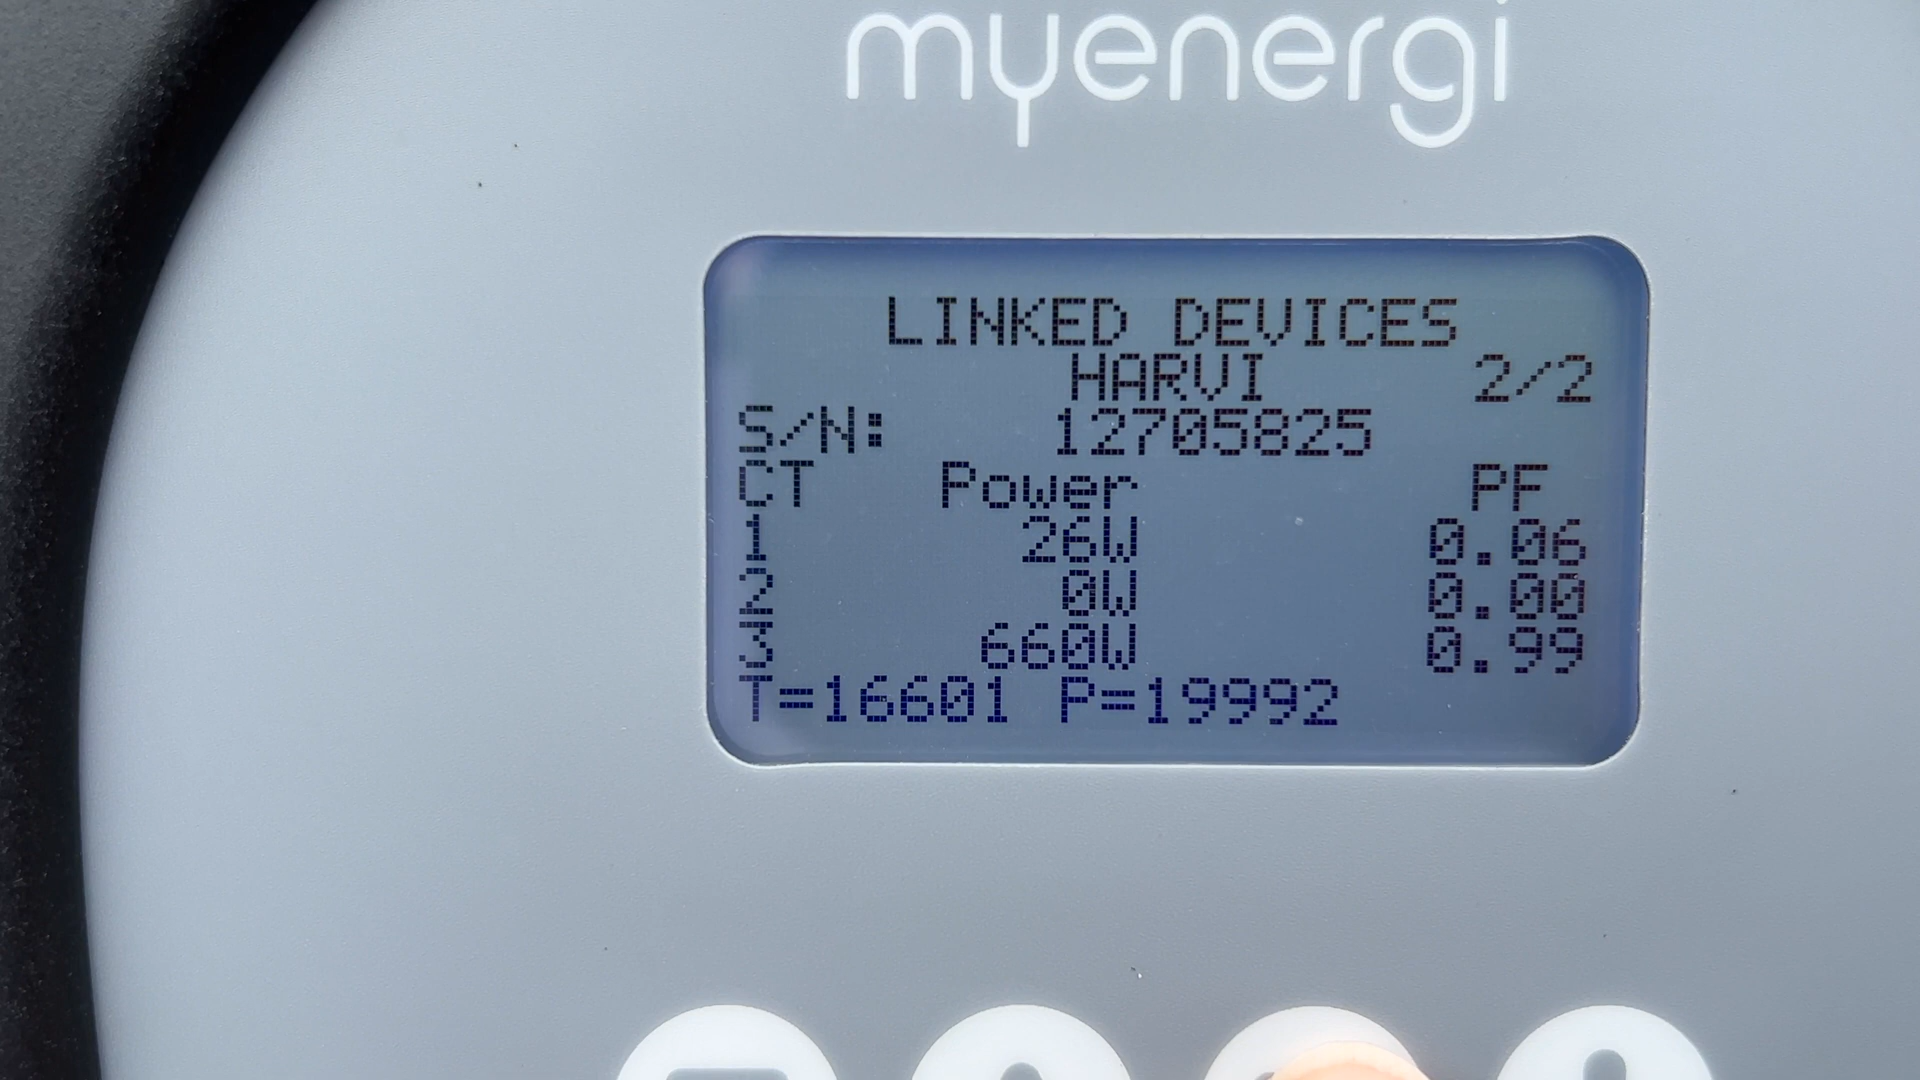 myenergi
LINKED DEVICES
HARVI 2/2
S/N: 12705825
CT Power PF
1 26W 0.06
2 0W 0.00
3 660W 0.99
T=16601 P=19992